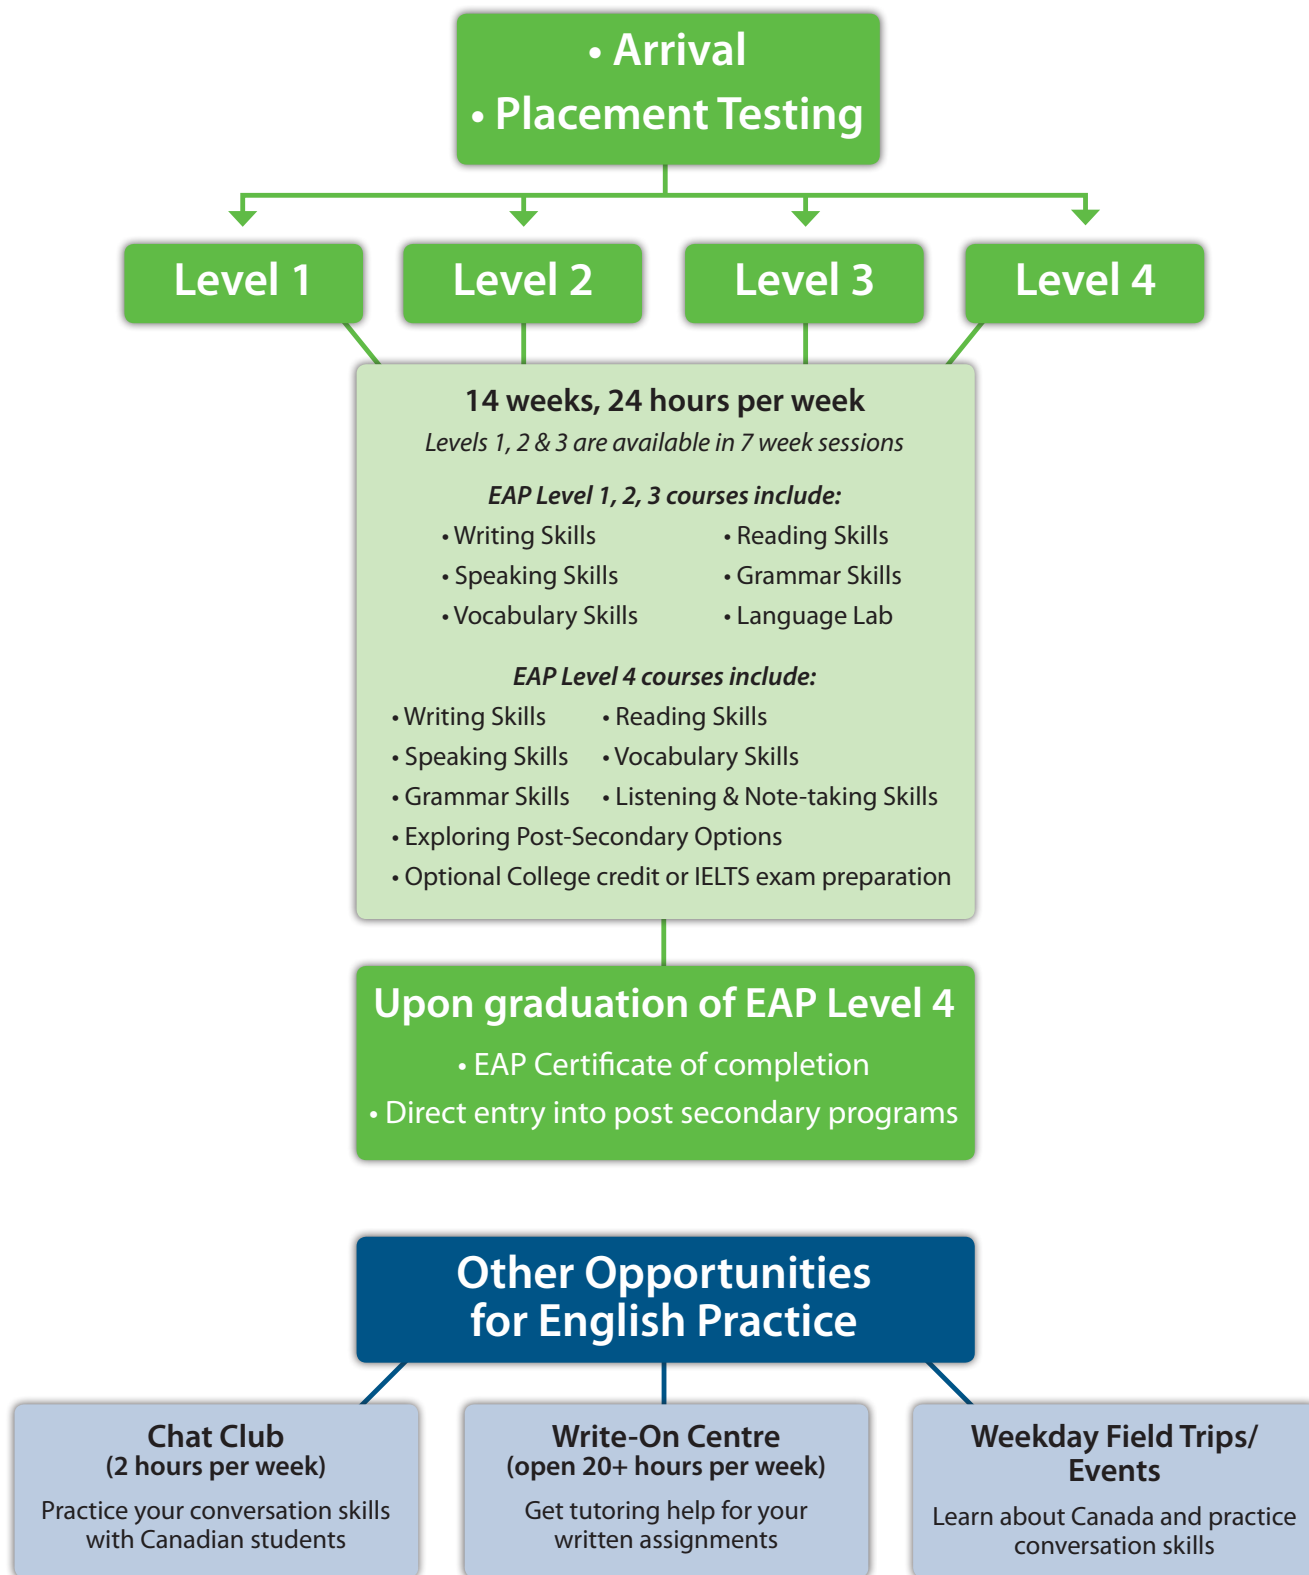 • Arrival
• Placement Testing
Level 1
Level 2
Level 3
Level 4
14 weeks, 24 hours per week
Levels 1, 2 & 3 are available in 7 week sessions
EAP Level 1, 2, 3 courses include:
• Writing Skills • Reading Skills
• Speaking Skills • Grammar Skills
• Vocabulary Skills • Language Lab
EAP Level 4 courses include:
• Writing Skills • Reading Skills
• Speaking Skills • Vocabulary Skills
• Grammar Skills • Listening & Note-taking Skills
• Exploring Post-Secondary Options
• Optional College credit or IELTS exam preparation
Upon graduation of EAP Level 4
• EAP Certificate of completion
• Direct entry into post secondary programs
Other Opportunities
for English Practice
Chat Club
(2 hours per week)
Practice your conversation skills
with Canadian students
Write-On Centre
(open 20+ hours per week)
Get tutoring help for your
written assignments
Weekday Field Trips/
Events
Learn about Canada and practice
conversation skills